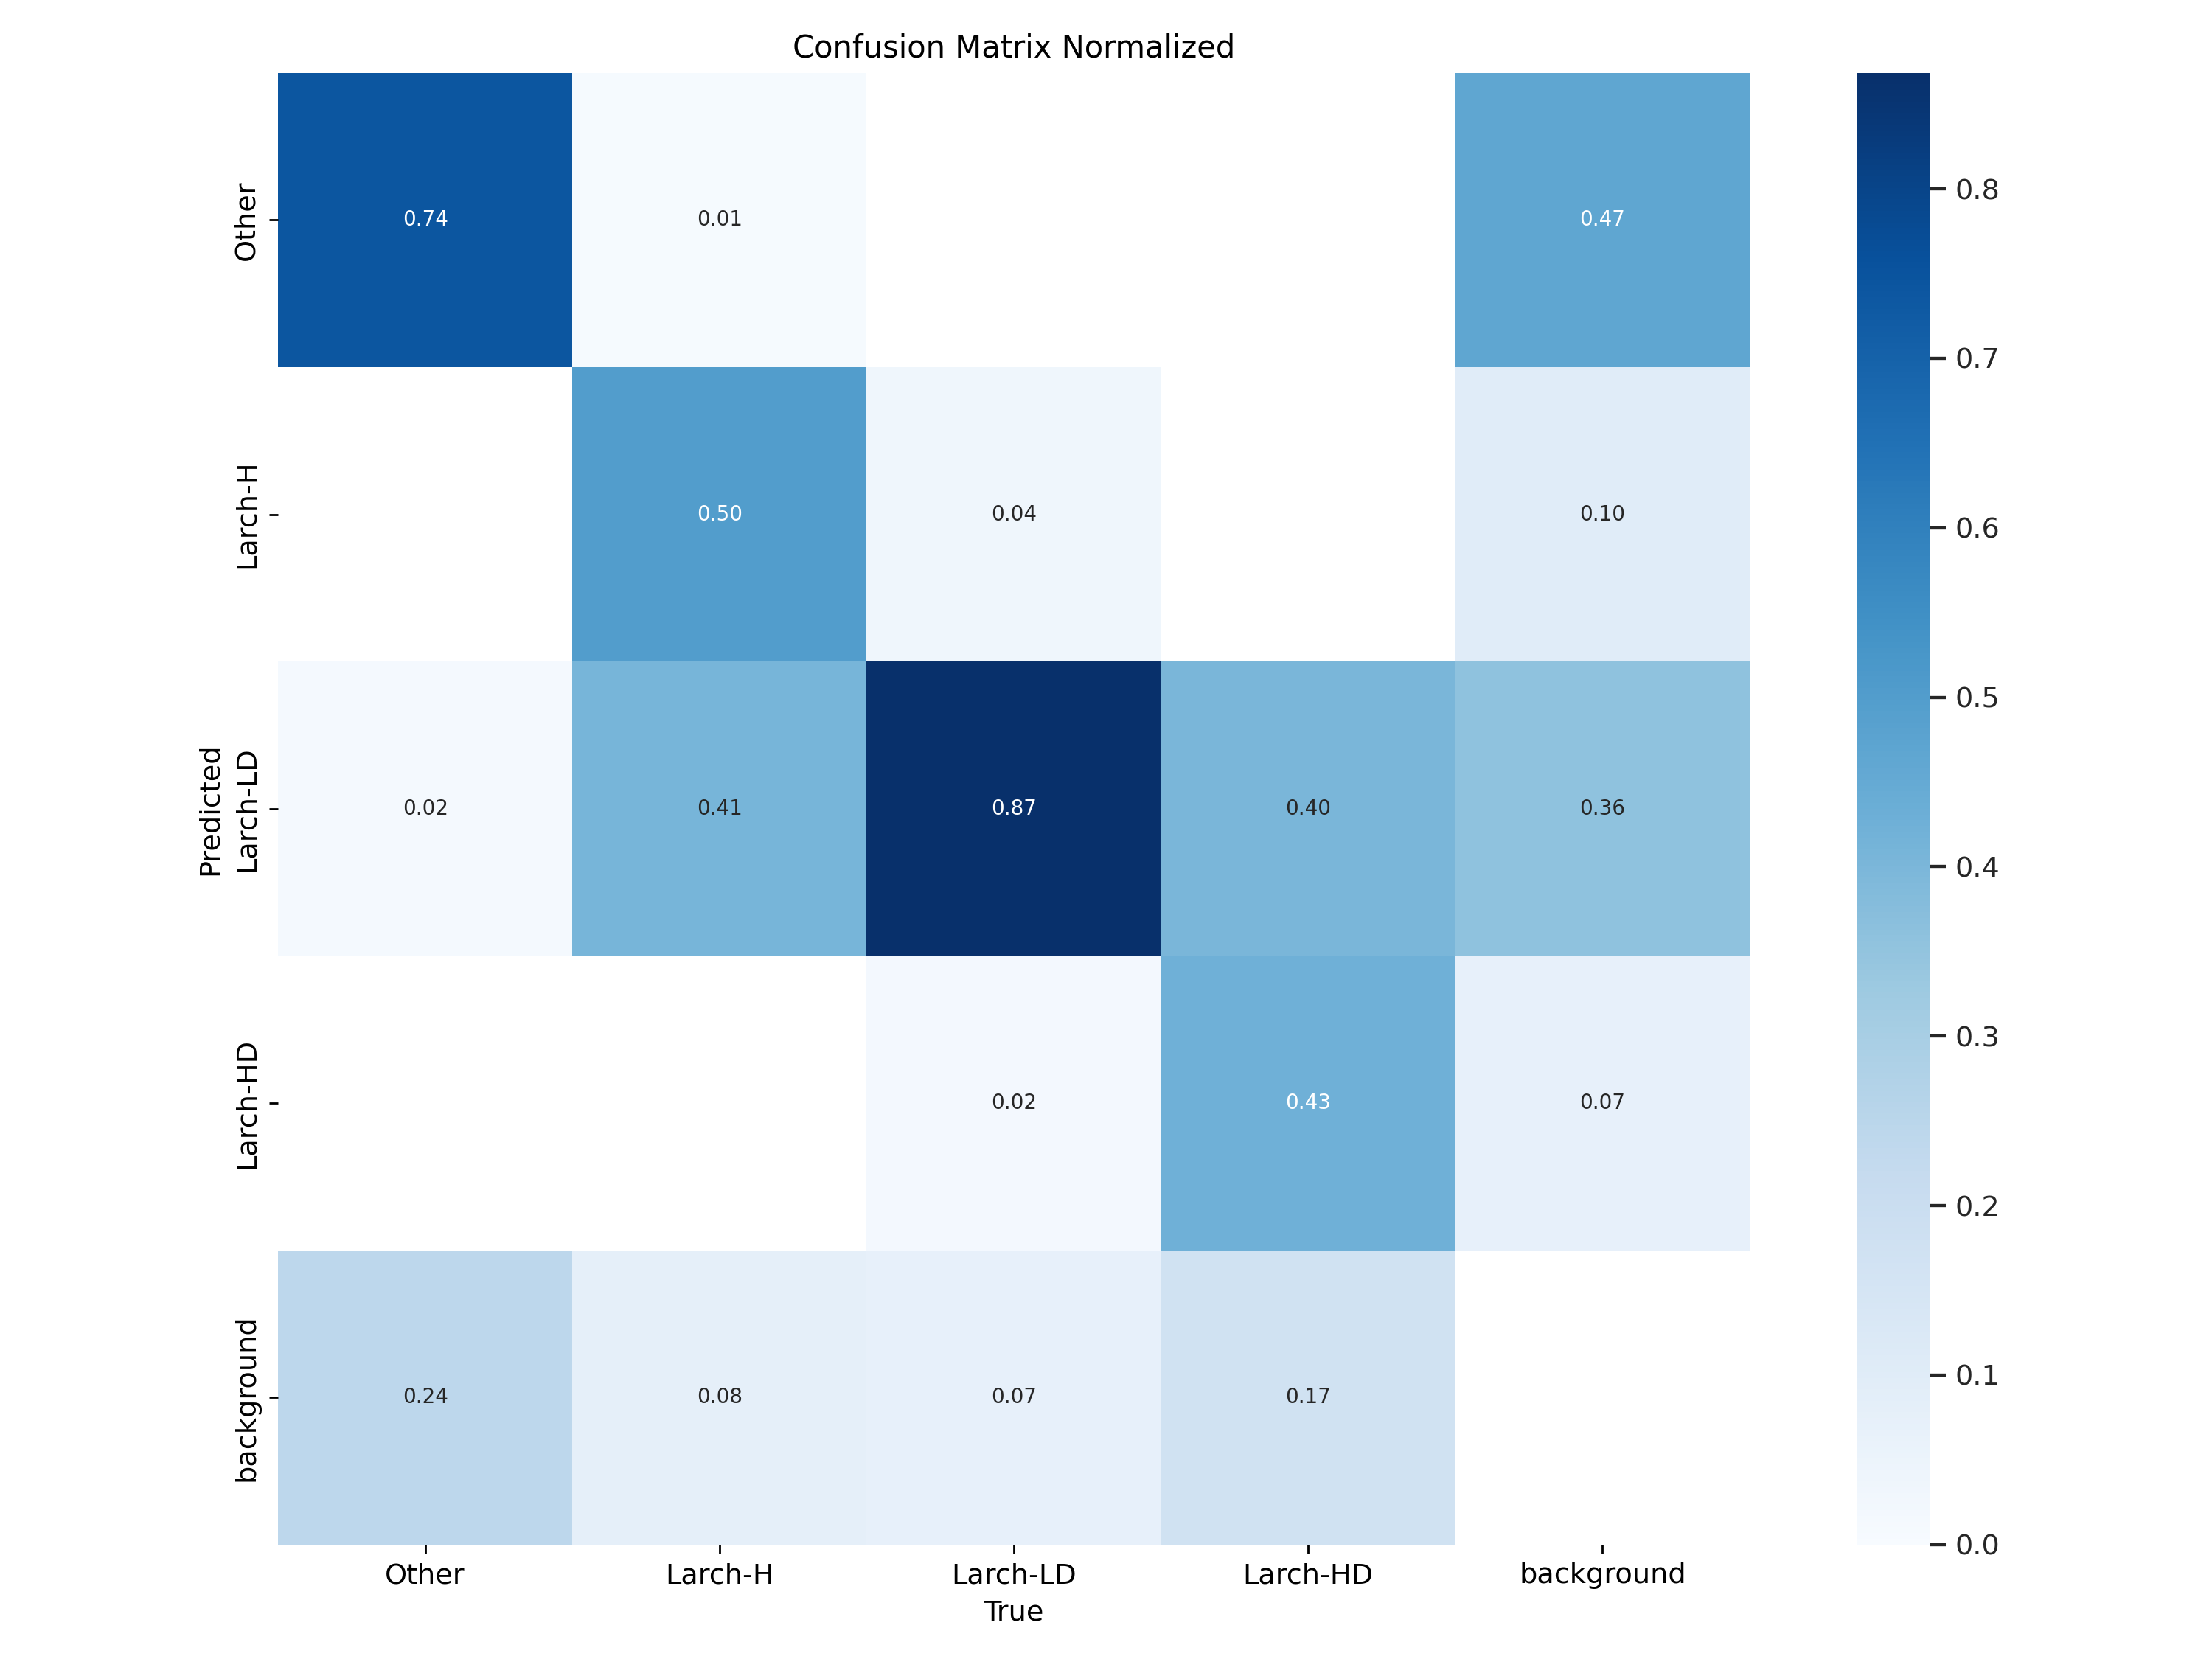 Confusion Matrix Normalized
Other
0.74
0.01
0.47
Larch-H
0.50
0.04
0.10
Predicted
Larch-LD
0.02
0.41
0.87
0.40
0.36
Larch-HD
0.02
0.43
0.07
background
0.24
0.08
0.07
0.17
Other
Larch-H
Larch-LD
Larch-HD
background
True
0.8
0.7
0.6
0.5
0.4
0.3
0.2
0.1
0.0